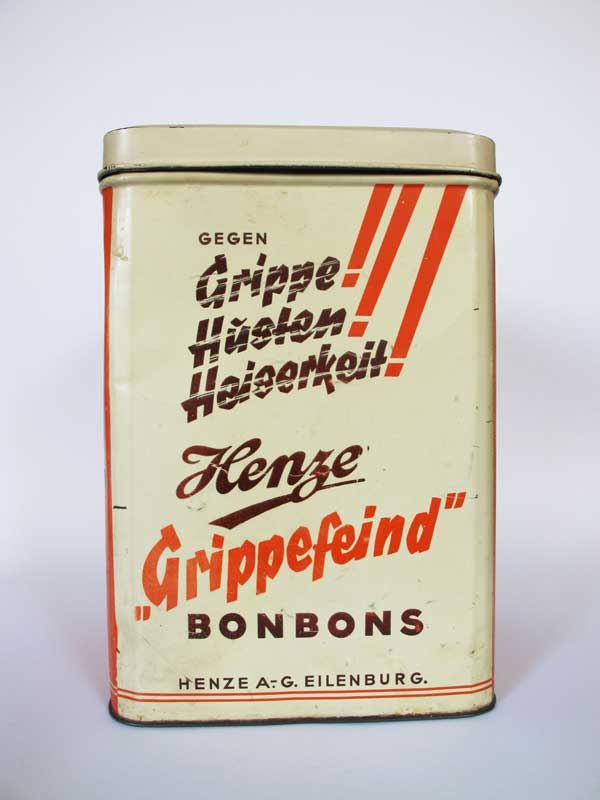 GEGEN
Grippe!
Husten!
Heiserkeit!
Henze
„Grippefeind"
BONBONS
HENZE A.-G. EILENBURG.